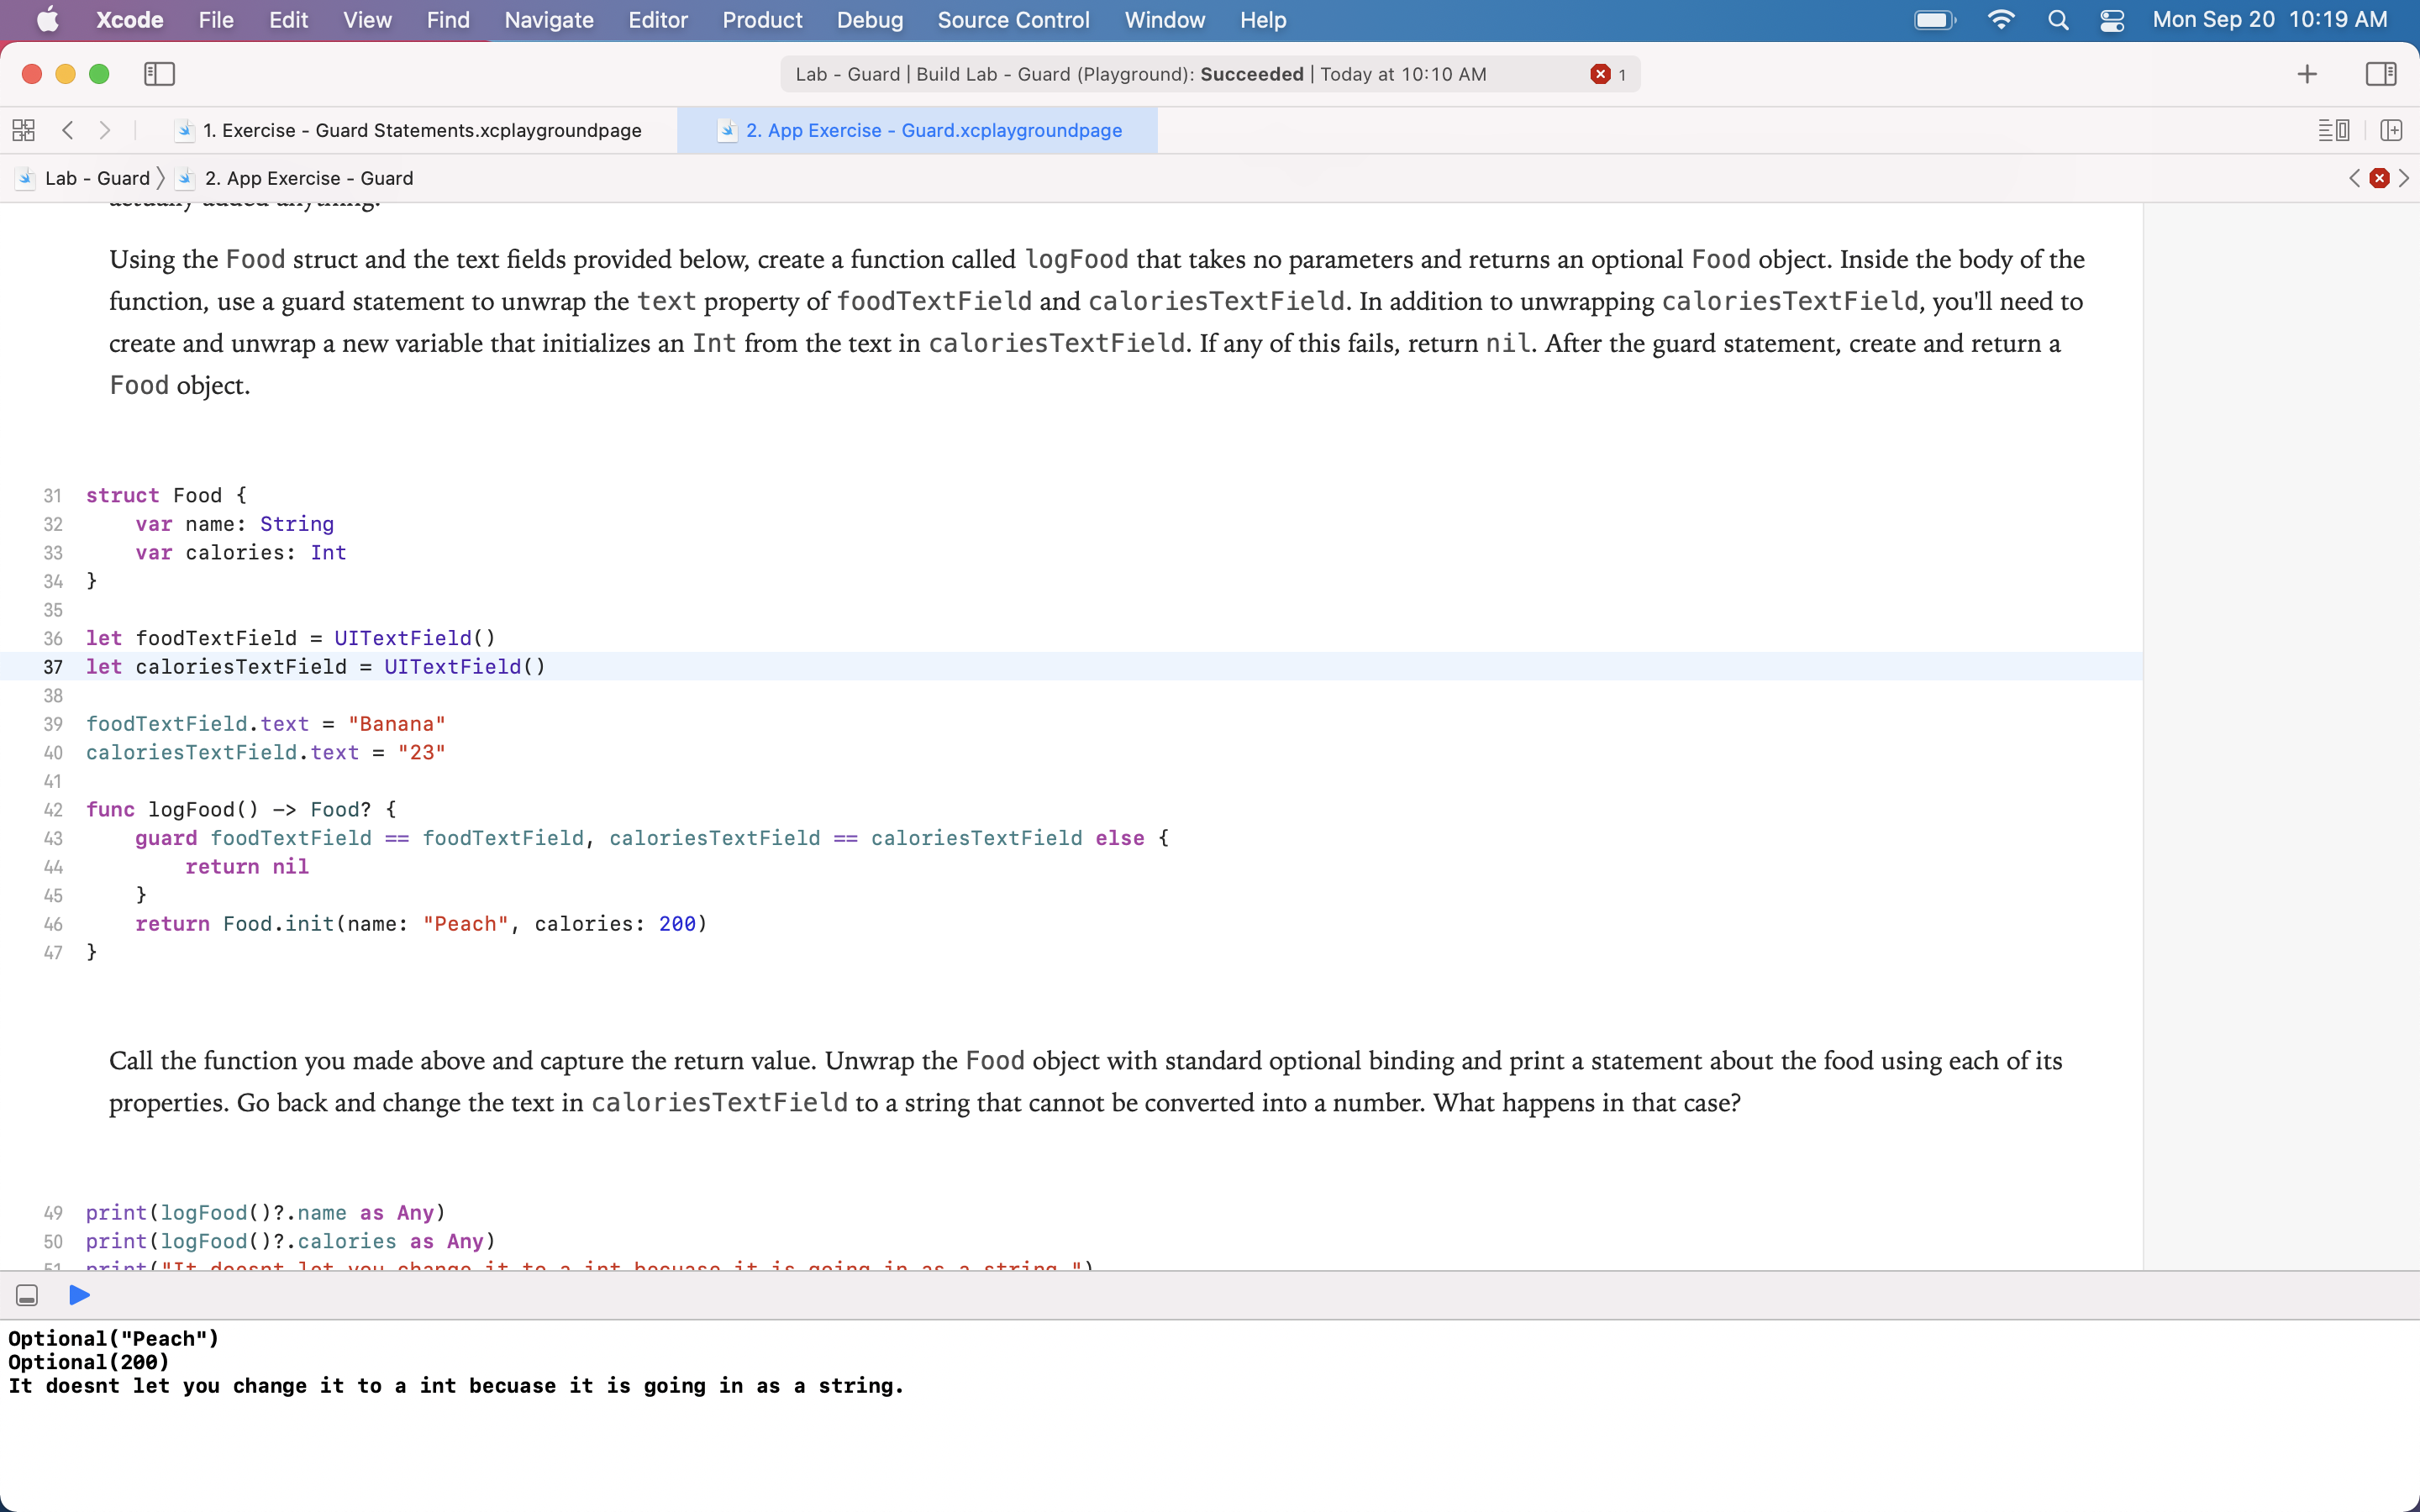 Xcode File Edit View Find Navigate Editor Product Debug Source Control Window Help Mon Sep 20 10:19 AM
Lab - Guard | Build Lab - Guard (Playground): Succeeded | Today at 10:10 AM 1
1. Exercise - Guard Statements.xcplaygroundpage 2. App Exercise - Guard.xcplaygroundpage
Lab - Guard 2. App Exercise - Guard
actually added anything.
Using the Food struct and the text fields provided below, create a function called logFood that takes no parameters and returns an optional Food object. Inside the body of the
function, use a guard statement to unwrap the text property of foodTextField and caloriesTextField. In addition to unwrapping caloriesTextField, you'll need to
create and unwrap a new variable that initializes an Int from the text in caloriesTextField. If any of this fails, return nil. After the guard statement, create and return a
Food object.
31 struct Food {
32 var name: String
33 var calories: Int
34 }
35
36 let foodTextField = UITextField()
37 let caloriesTextField = UITextField()
38
39 foodTextField.text = "Banana"
40 caloriesTextField.text = "23"
41
42 func logFood() -> Food? {
43 guard foodTextField == foodTextField, caloriesTextField == caloriesTextField else {
44 return nil
45 }
46 return Food.init(name: "Peach", calories: 200)
47 }
Call the function you made above and capture the return value. Unwrap the Food object with standard optional binding and print a statement about the food using each of its
properties. Go back and change the text in caloriesTextField to a string that cannot be converted into a number. What happens in that case?
49 print(logFood()?.name as Any)
50 print(logFood()?.calories as Any)
51 print("It doesnt let you change it to a int becuase it is going in as a string.")
Optional("Peach")
Optional(200)
It doesnt let you change it to a int becuase it is going in as a string.